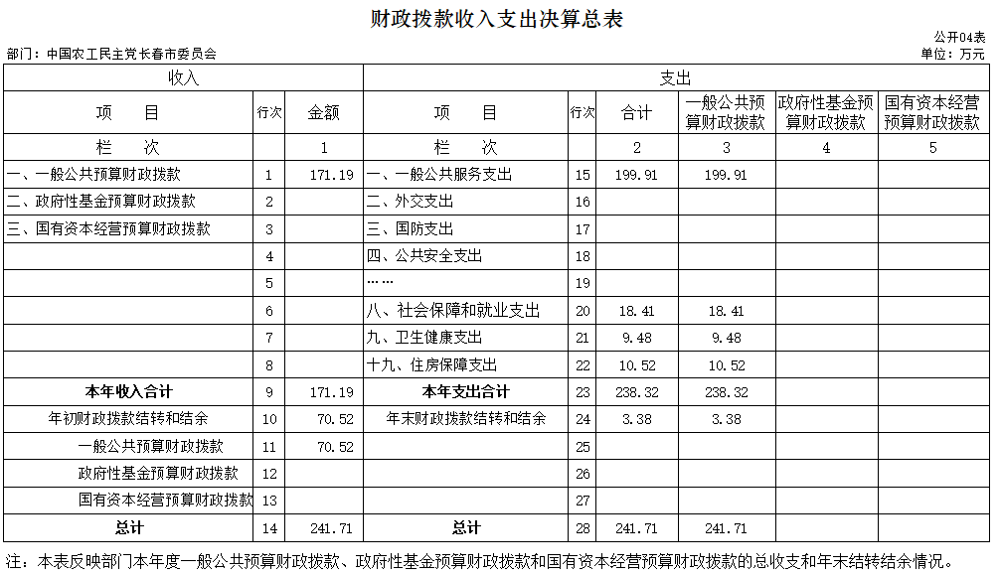 财政拨款收入支出决算总表
公开04表
部门：中国农工民主党长春市委员会 单位：万元
收入 支出
项 目 行次 金额 项 目 行次 合计 一般公共预算财政拨款 政府性基金预算财政拨款 国有资本经营预算财政拨款
栏 次 1 栏 次 2 3 4 5
一、一般公共预算财政拨款 1 171.19 一、一般公共服务支出 15 199.91 199.91
二、政府性基金预算财政拨款 2 二、外交支出 16
三、国有资本经营预算财政拨款 3 三、国防支出 17
4 四、公共安全支出 18
5 …… 19
6 八、社会保障和就业支出 20 18.41 18.41
7 九、卫生健康支出 21 9.48 9.48
8 十九、住房保障支出 22 10.52 10.52
本年收入合计 9 171.19 本年支出合计 23 238.32 238.32
年初财政拨款结转和结余 10 70.52 年末财政拨款结转和结余 24 3.38 3.38
一般公共预算财政拨款 11 70.52 25
政府性基金预算财政拨款 12 26
国有资本经营预算财政拨款 13 27
总计 14 241.71 总计 28 241.71 241.71
注：本表反映部门本年度一般公共预算财政拨款、政府性基金预算财政拨款和国有资本经营预算财政拨款的总收支和年末结转结余情况。